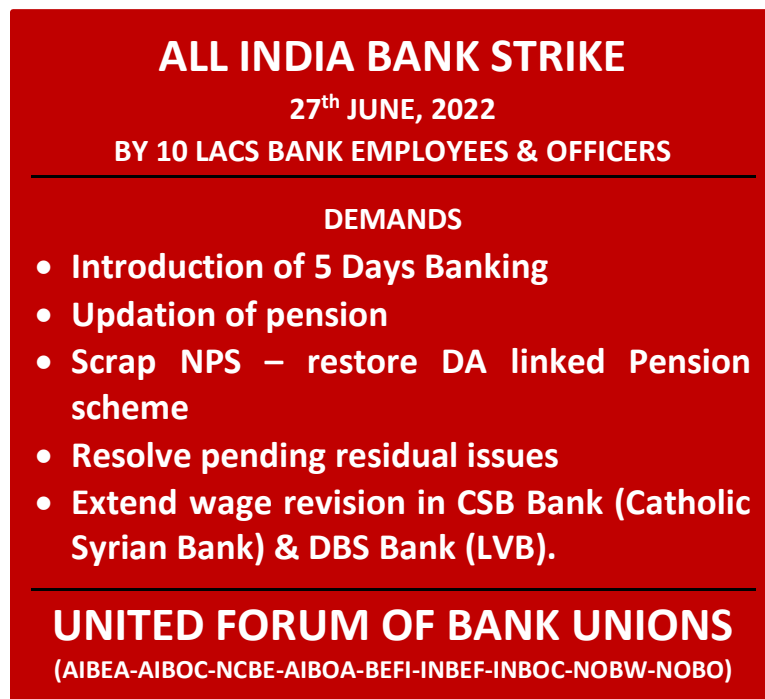 ALL INDIA BANK STRIKE
27th JUNE, 2022
BY 10 LACS BANK EMPLOYEES & OFFICERS
DEMANDS
• Introduction of 5 Days Banking
• Updation of pension
• Scrap NPS – restore DA linked Pension
scheme
• Resolve pending residual issues
• Extend wage revision in CSB Bank (Catholic
Syrian Bank) & DBS Bank (LVB).
UNITED FORUM OF BANK UNIONS
(AIBEA-AIBOC-NCBE-AIBOA-BEFI-INBEF-INBOC-NOBW-NOBO)